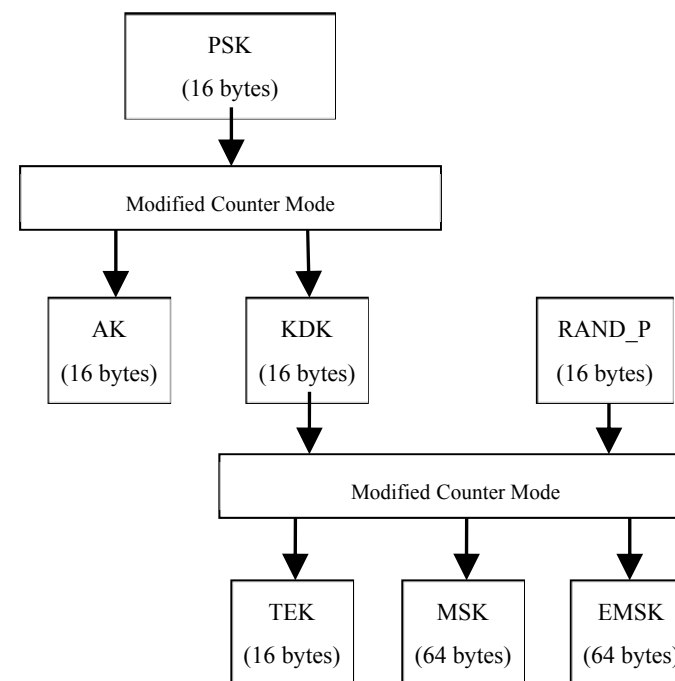 PSK
(16 bytes)
Modified Counter Mode
AK
(16 bytes)
KDK
(16 bytes)
RAND_P
(16 bytes)
Modified Counter Mode
TEK
(16 bytes)
MSK
(64 bytes)
EMSK
(64 bytes)